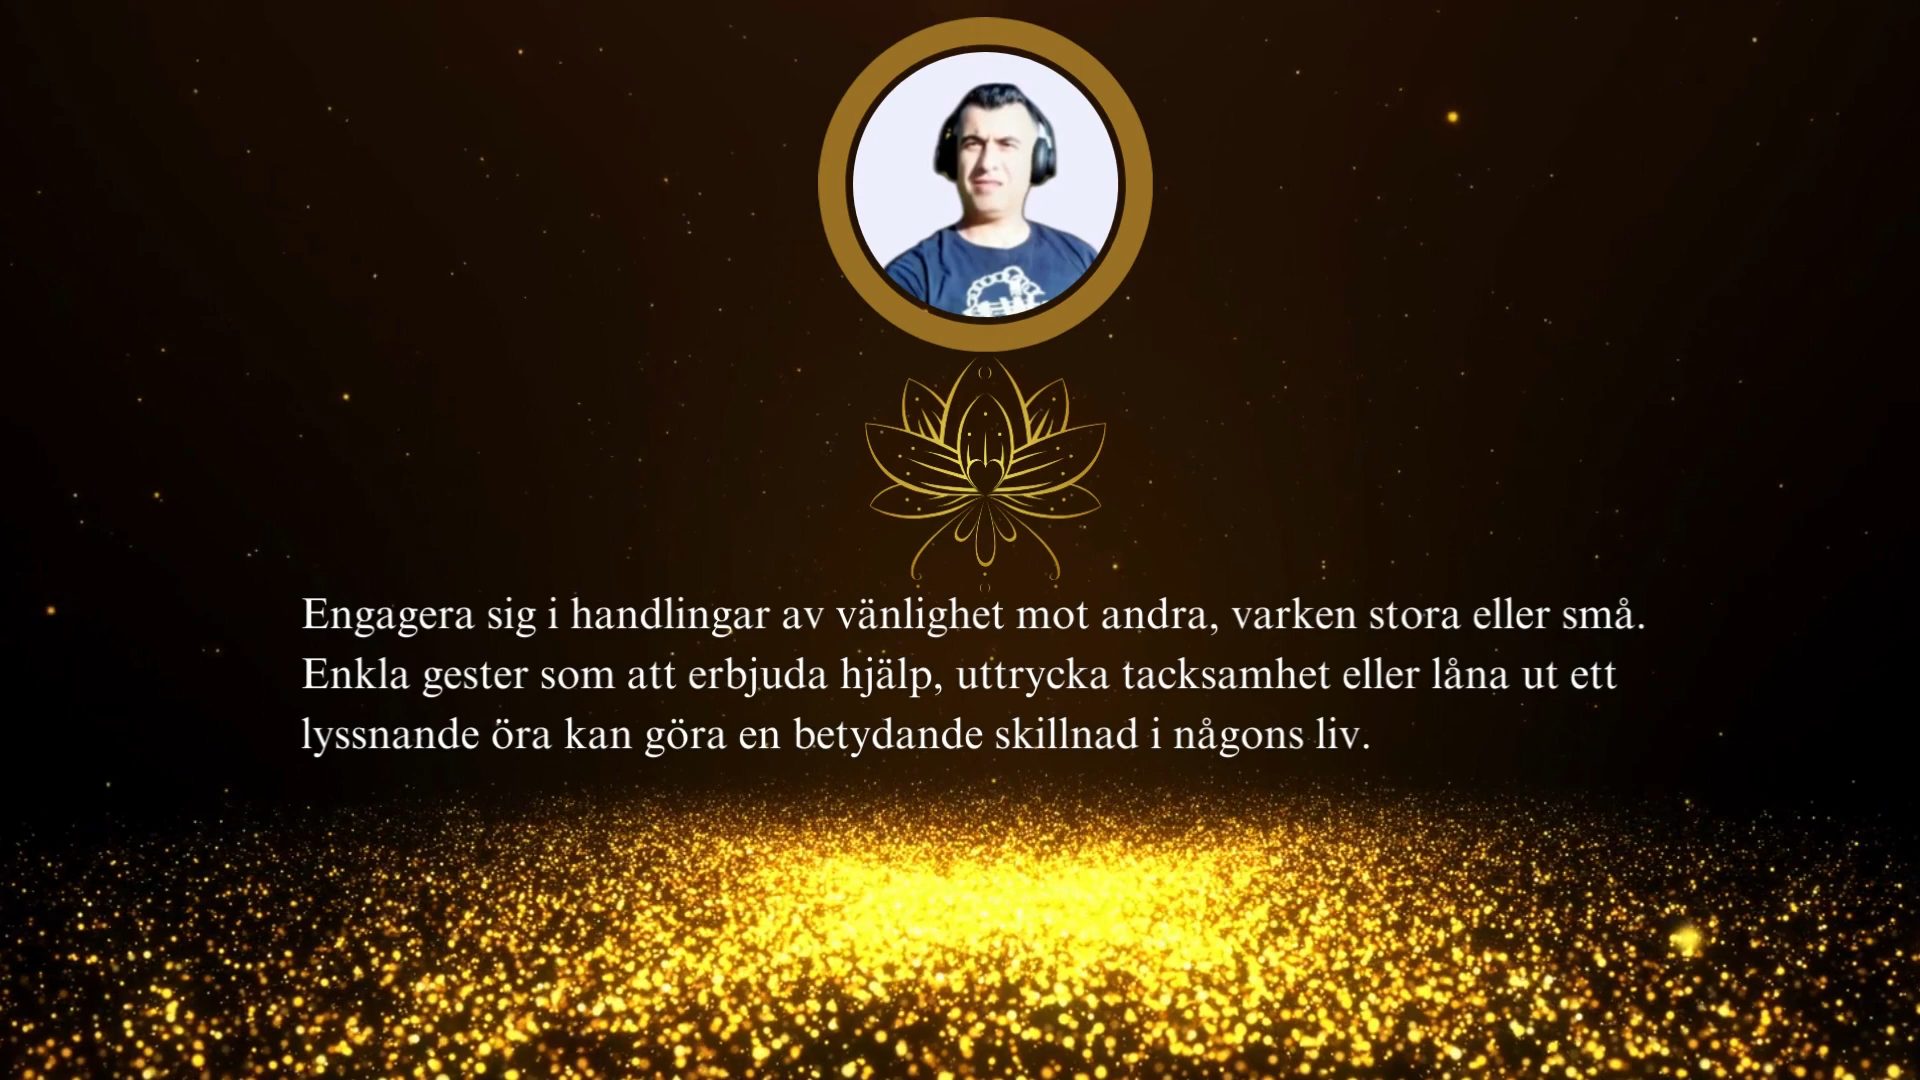 Engagera sig i handlingar av vänlighet mot andra, varken stora eller små.
Enkla gester som att erbjuda hjälp, uttrycka tacksamhet eller låna ut ett
lyssnande öra kan göra en betydande skillnad i någons liv.